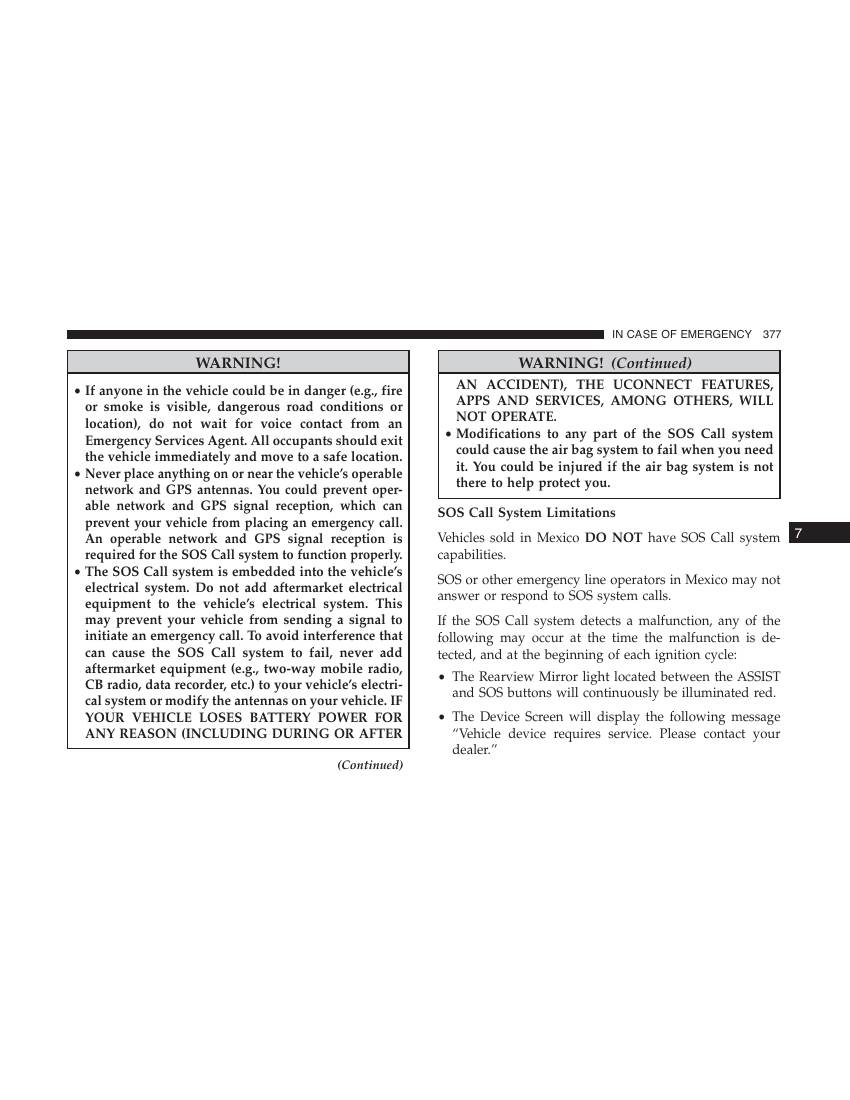 IN CASE OF EMERGENCY 377
WARNING!
• If anyone in the vehicle could be in danger (e.g., fire
or smoke is visible, dangerous road conditions or
location), do not wait for voice contact from an
Emergency Services Agent. All occupants should exit
the vehicle immediately and move to a safe location.
• Never place anything on or near the vehicle’s operable
network and GPS antennas. You could prevent oper-
able network and GPS signal reception, which can
prevent your vehicle from placing an emergency call.
An operable network and GPS signal reception is
required for the SOS Call system to function properly.
• The SOS Call system is embedded into the vehicle’s
electrical system. Do not add aftermarket electrical
equipment to the vehicle’s electrical system. This
may prevent your vehicle from sending a signal to
initiate an emergency call. To avoid interference that
can cause the SOS Call system to fail, never add
aftermarket equipment (e.g., two-way mobile radio,
CB radio, data recorder, etc.) to your vehicle’s electri-
cal system or modify the antennas on your vehicle. IF
YOUR VEHICLE LOSES BATTERY POWER FOR
ANY REASON (INCLUDING DURING OR AFTER
(Continued)
WARNING! (Continued)
AN ACCIDENT), THE UCONNECT FEATURES,
APPS AND SERVICES, AMONG OTHERS, WILL
NOT OPERATE.
• Modifications to any part of the SOS Call system
could cause the air bag system to fail when you need
it. You could be injured if the air bag system is not
there to help protect you.
SOS Call System Limitations
Vehicles sold in Mexico DO NOT have SOS Call system
capabilities.
SOS or other emergency line operators in Mexico may not
answer or respond to SOS system calls.
If the SOS Call system detects a malfunction, any of the
following may occur at the time the malfunction is de-
tected, and at the beginning of each ignition cycle:
• The Rearview Mirror light located between the ASSIST
and SOS buttons will continuously be illuminated red.
• The Device Screen will display the following message
“Vehicle device requires service. Please contact your
dealer.”
7